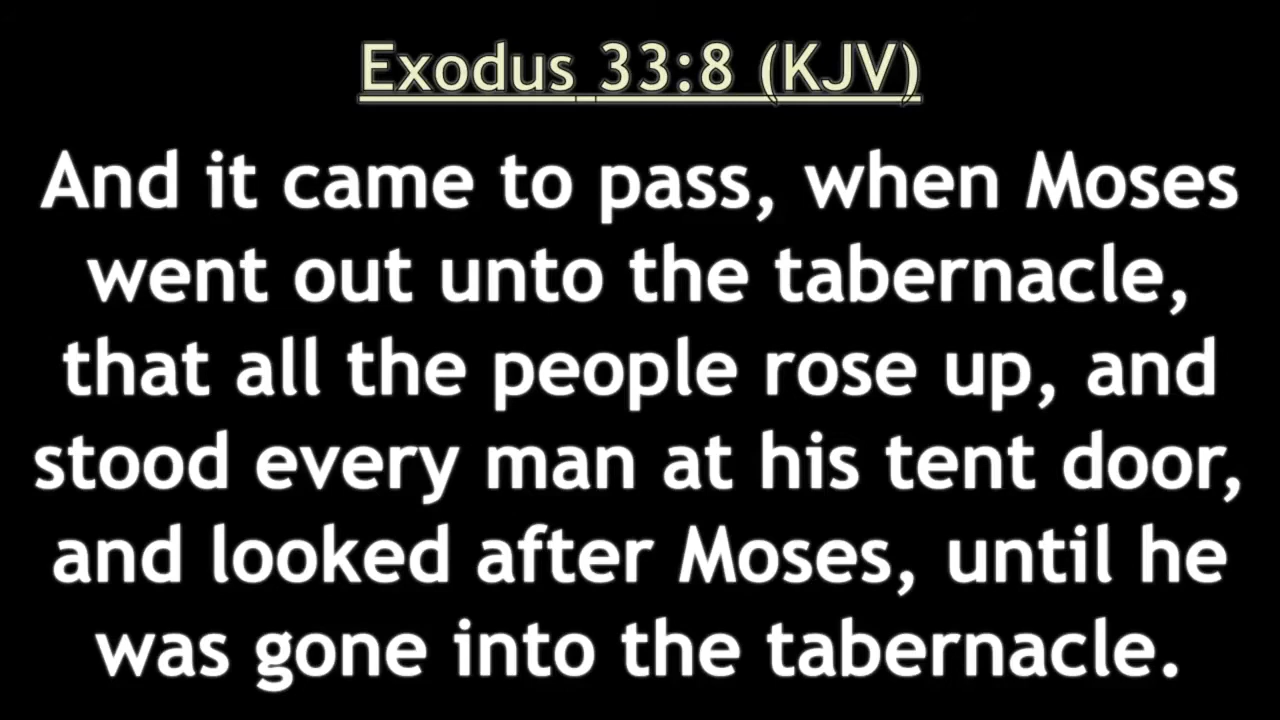 Exodus 33:8 (KJV)
And it came to pass, when Moses
went out unto the tabernacle,
that all the people rose up, and
stood every man at his tent door,
and looked after Moses, until he
was gone into the tabernacle.